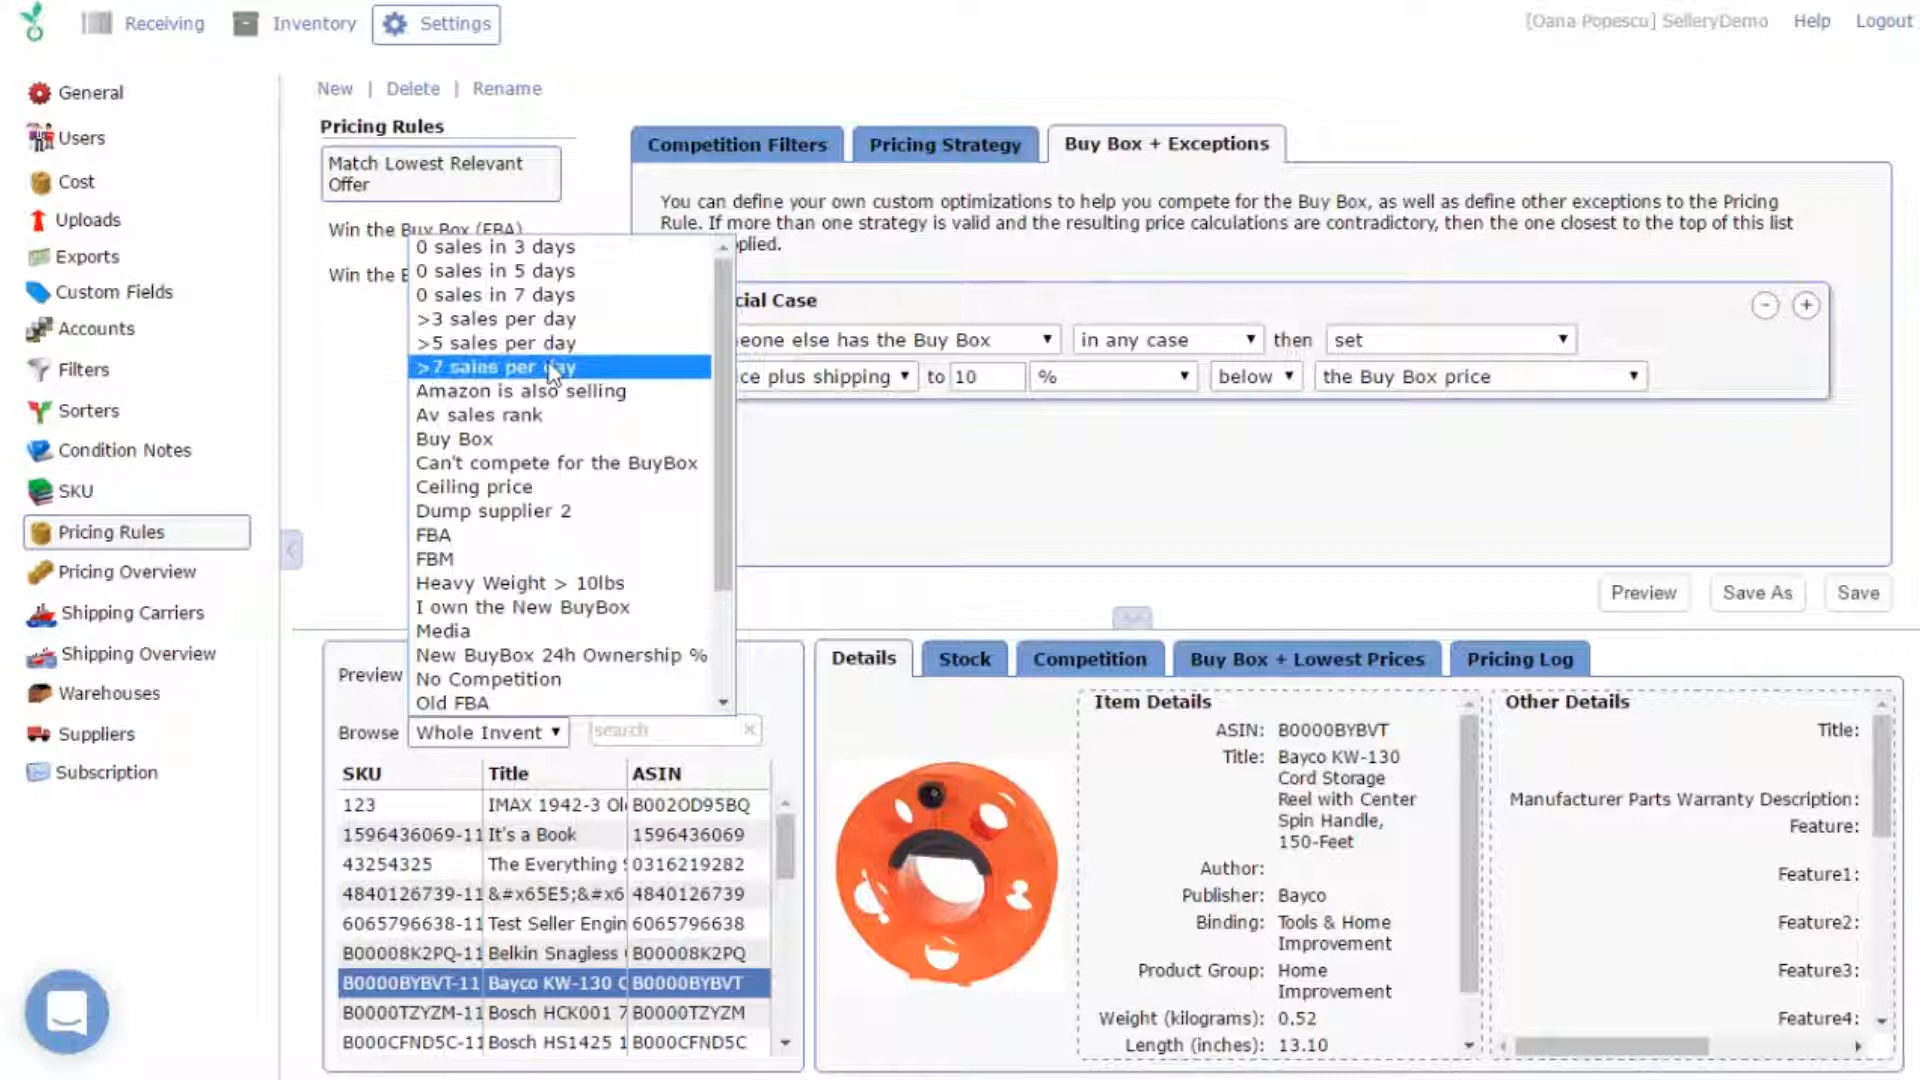 Receiving
Inventory
Settings
[Oana Popescu] SelleryDemo
Help
Logout
General
Users
Cost
Uploads
Exports
Custom Fields
Accounts
Filters
Sorters
Condition Notes
SKU
Pricing Rules
Pricing Overview
Shipping Carriers
Shipping Overview
Warehouses
Suppliers
Subscription
New | Delete | Rename
Pricing Rules
Match Lowest Relevant
Offer
Win the Buy Box (FBA)
Win the
0 sales in 3 days
0 sales in 5 days
0 sales in 7 days
>3 sales per day
>5 sales per day
>7 sales per day
Amazon is also selling
Av sales rank
Buy Box
Can't compete for the BuyBox
Ceiling price
Dump supplier 2
FBA
FBM
Heavy Weight > 10lbs
I own the New BuyBox
Media
New BuyBox 24h Ownership %
No Competition
Old FBA
Competition Filters
Pricing Strategy
Buy Box + Exceptions
You can define your own custom optimizations to help you compete for the Buy Box, as well as define other exceptions to the Pricing
Rule. If more than one strategy is valid and the resulting price calculations are contradictory, then the one closest to the top of this list
plied.
cial Case
eone else has the Buy Box in any case then set
ce plus shipping to 10 % below the Buy Box price
Preview
Save As
Save
Preview
Browse Whole Invent search
SKU Title ASIN
123 IMAX 1942-3 Ol B002OD95BQ
1596436069-11 It's a Book 1596436069
43254325 The Everything 0316219282
4840126739-11 &#x65E5;&#x6 4840126739
6065796638-11 Test Seller Engin 6065796638
B00008K2PQ-11 Belkin Snagless B00008K2PQ
B0000BYBVT-11 Bayco KW-130 C B0000BYBVT
B0000TZYZM-11 Bosch HCK001 7 B0000TZYZM
B000CFND5C-11 Bosch HS1425 1 B000CFND5C
Details
Stock
Competition
Buy Box + Lowest Prices
Pricing Log
Item Details
ASIN: B0000BYBVT
Title: Bayco KW-130
Cord Storage
Reel with Center
Spin Handle,
150-Feet
Author:
Publisher: Bayco
Binding: Tools & Home
Improvement
Product Group: Home
Improvement
Weight (kilograms): 0.52
Length (inches): 13.10
Other Details
Title:
Manufacturer Parts Warranty Description:
Feature:
Feature1:
Feature2:
Feature3:
Feature4: